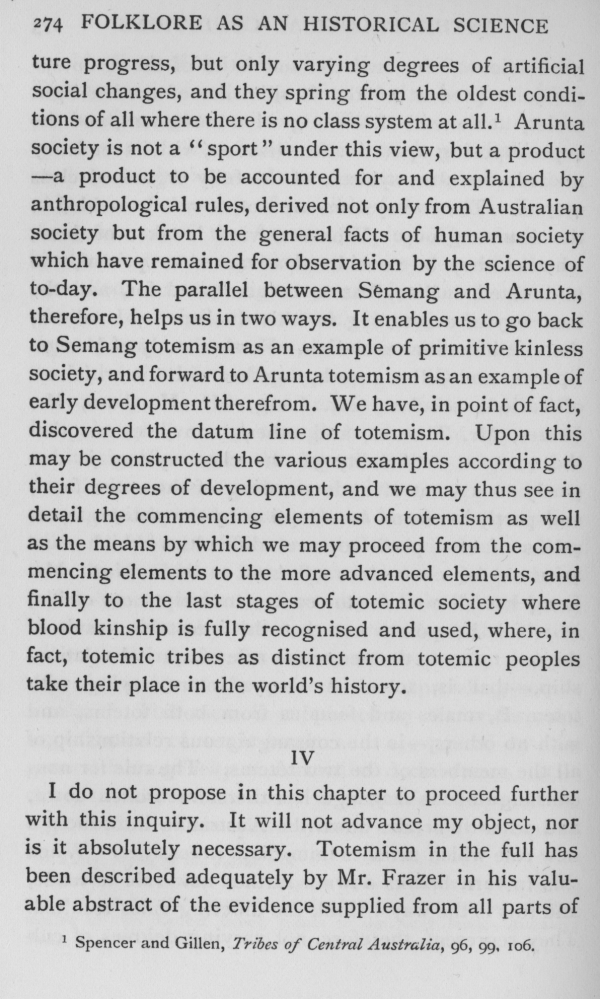 274 FOLKLORE AS AN HISTORICAL SCIENCE
ture progress, but only varying degrees of artificial
social changes, and they spring from the oldest condi-
tions of all where there is no class system at all.¹ Arunta
society is not a “sport” under this view, but a product
—a product to be accounted for and explained by
anthropological rules, derived not only from Australian
society but from the general facts of human society
which have remained for observation by the science of
to-day. The parallel between Semang and Arunta,
therefore, helps us in two ways. It enables us to go back
to Semang totemism as an example of primitive kinless
society, and forward to Arunta totemism as an example of
early development therefrom. We have, in point of fact,
discovered the datum line of totemism. Upon this
may be constructed the various examples according to
their degrees of development, and we may thus see in
detail the commencing elements of totemism as well
as the means by which we may proceed from the com-
mencing elements to the more advanced elements, and
finally to the last stages of totemic society where
blood kinship is fully recognised and used, where, in
fact, totemic tribes as distinct from totemic peoples
take their place in the world’s history.
IV
I do not propose in this chapter to proceed further
with this inquiry. It will not advance my object, nor
is it absolutely necessary. Totemism in the full has
been described adequately by Mr. Frazer in his valu-
able abstract of the evidence supplied from all parts of
¹ Spencer and Gillen, Tribes of Central Australia, 96, 99, 106.